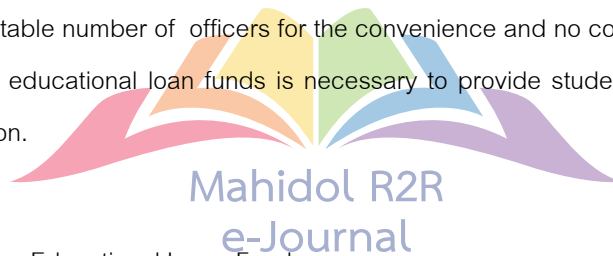 table number of officers for the convenience and no co
educational loan funds is necessary to provide stude
on.
Mahidol R2R
e-Journal